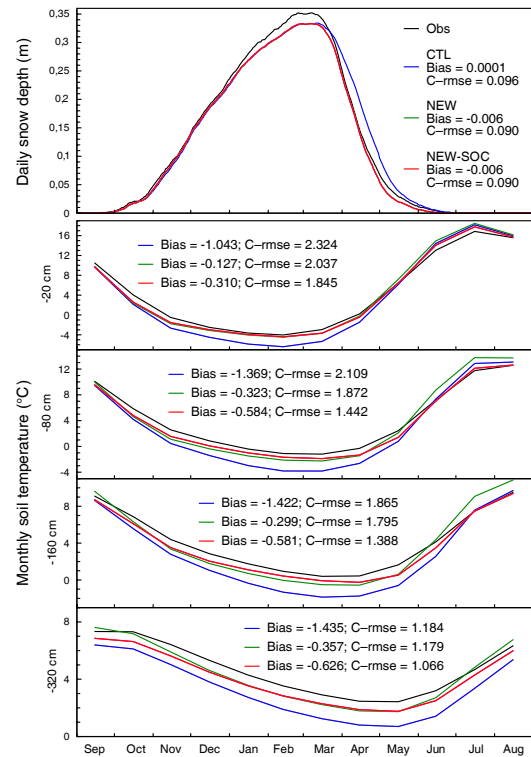 Daily snow depth (m)
0,35
0,3
0,25
0,2
0,15
0,1
0,05
0
Obs
CTL
Bias = 0.0001
C–rmse = 0.096
NEW
Bias = -0.006
C–rmse = 0.090
NEW-SOC
Bias = -0.006
C–rmse = 0.090
Monthly soil temperature (°C)
-20 cm
16
12
8
4
0
-4
Bias = -1.043; C–rmse = 2.324
Bias = -0.127; C–rmse = 2.037
Bias = -0.310; C–rmse = 1.845
-80 cm
12
8
4
0
-4
Bias = -1.369; C–rmse = 2.109
Bias = -0.323; C–rmse = 1.872
Bias = -0.584; C–rmse = 1.442
-160 cm
8
4
0
Bias = -1.422; C–rmse = 1.865
Bias = -0.299; C–rmse = 1.795
Bias = -0.581; C–rmse = 1.388
-320 cm
8
4
0
Bias = -1.435; C–rmse = 1.184
Bias = -0.357; C–rmse = 1.179
Bias = -0.626; C–rmse = 1.066
Sep Oct Nov Dec Jan Feb Mar Apr May Jun Jul Aug